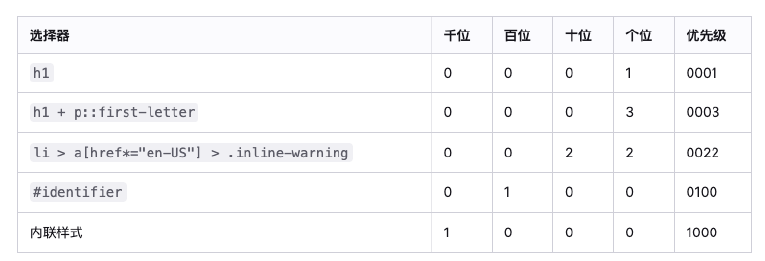 选择器 千位 百位 十位 个位 优先级
h1 0 0 0 1 0001
h1 + p::first-letter 0 0 0 3 0003
li > a[href*="en-US"] > .inline-warning 0 0 2 2 0022
#identifier 0 1 0 0 0100
内联样式 1 0 0 0 1000